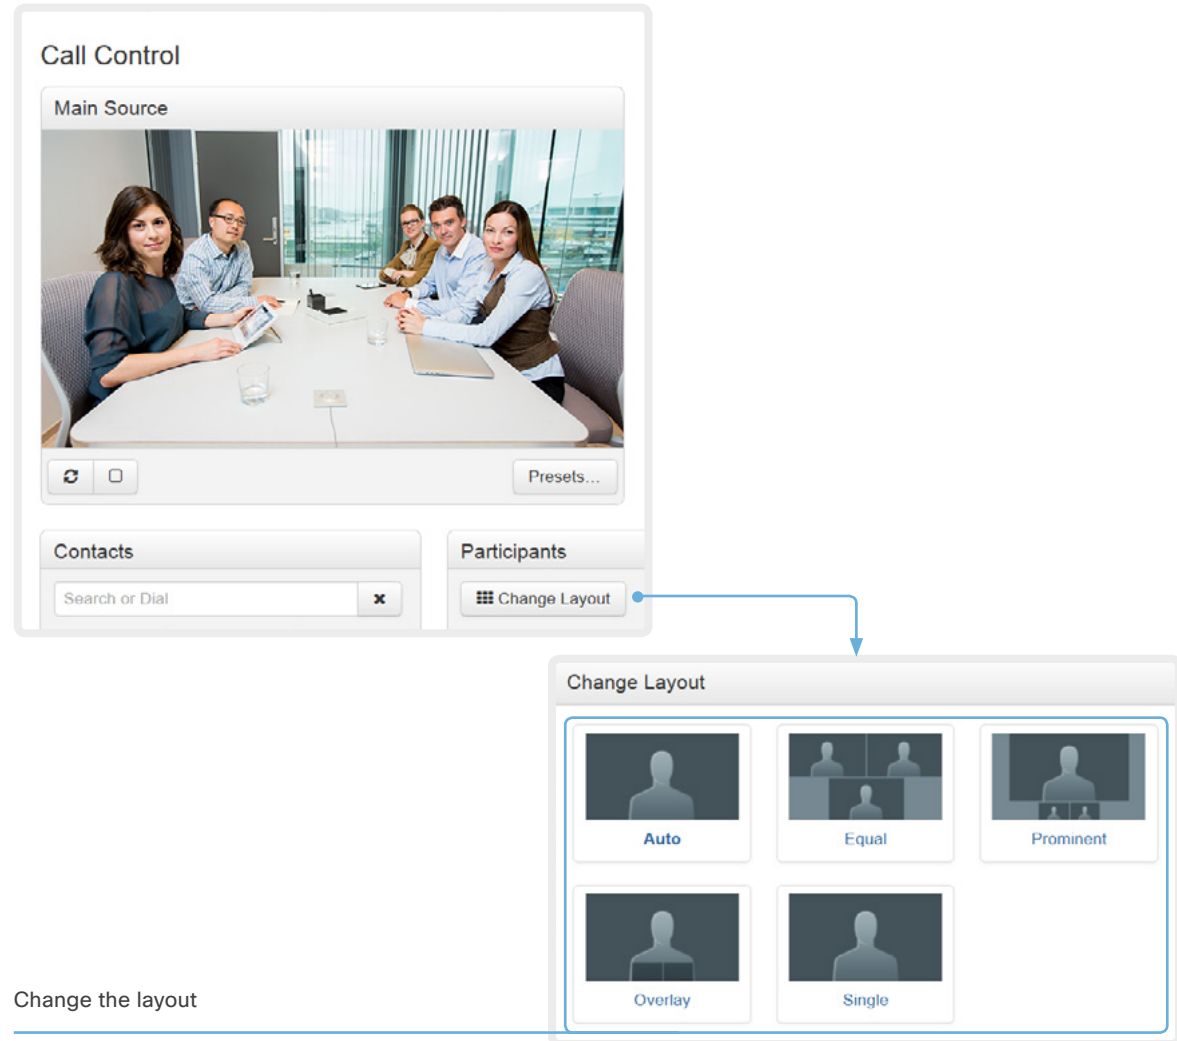 Call Control
Main Source
Presets...
Contacts
Participants
Search or Dial
Change Layout
Change Layout
Auto
Equal
Prominent
Overlay
Single
Change the layout